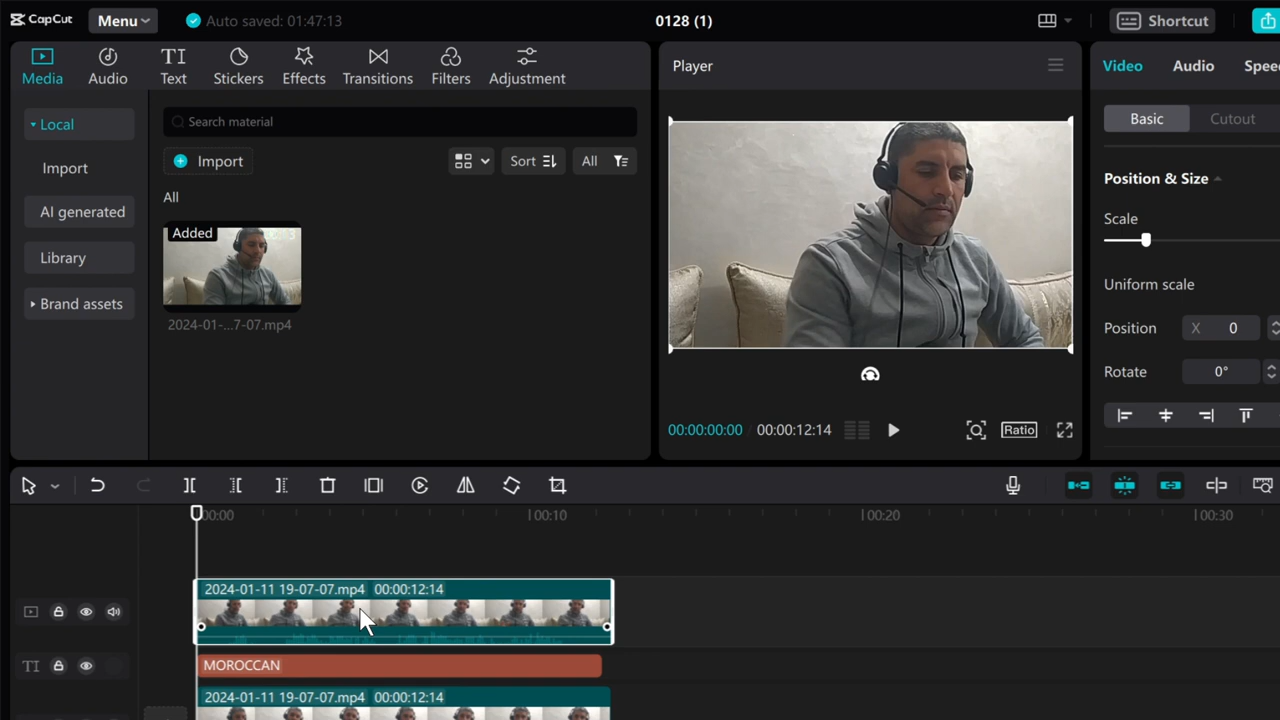 CapCut Menu Auto saved: 01:47:13 0128 (1) Shortcut
Media Audio Text Stickers Effects Transitions Filters Adjustment
Local
Import
AI generated
Library
Brand assets
Search material
Import Sort All
All
Added
2024-01-...7-07.mp4
Player
00:00:00:00 00:00:12:14 Ratio
Video Audio Spee
Basic Cutout
Position & Size
Scale
Uniform scale
Position X 0
Rotate 0°
00:00 00:10 00:20 00:30
2024-01-11 19-07-07.mp4 00:00:12:14
TI MOROCCAN
2024-01-11 19-07-07.mp4 00:00:12:14